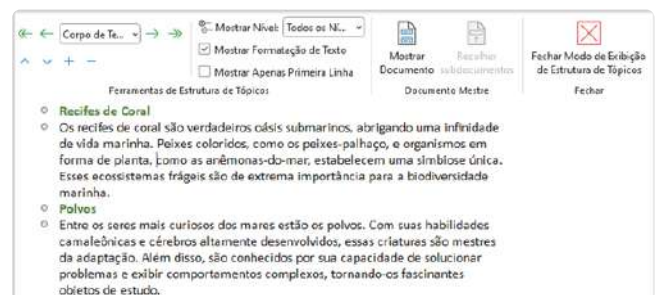 Corpo de Te...
Mostrar Nível: Todos os Ní...
Mostrar Formatação de Texto
Mostrar Apenas Primeira Linha
Ferramentas de Estrutura de Tópicos
Mostrar
Documento
Recolher
subdocumentos
Documento Mestre
Fechar Modo de Exibição
de Estrutura de Tópicos
Fechar
Recifes de Coral
Os recifes de coral são verdadeiros oásis submarinos, abrigando uma infinidade
de vida marinha. Peixes coloridos, como os peixes-palhaço, e organismos em
forma de planta, como as anêmonas-do-mar, estabelecem uma simbiose única.
Esses ecossistemas frágeis são de extrema importância para a biodiversidade
marinha.
Polvos
Entre os seres mais curiosos dos mares estão os polvos. Com suas habilidades
camaleônicas e cérebros altamente desenvolvidos, essas criaturas são mestres
da adaptação. Além disso, são conhecidos por sua capacidade de solucionar
problemas e exibir comportamentos complexos, tornando-os fascinantes
objetos de estudo.